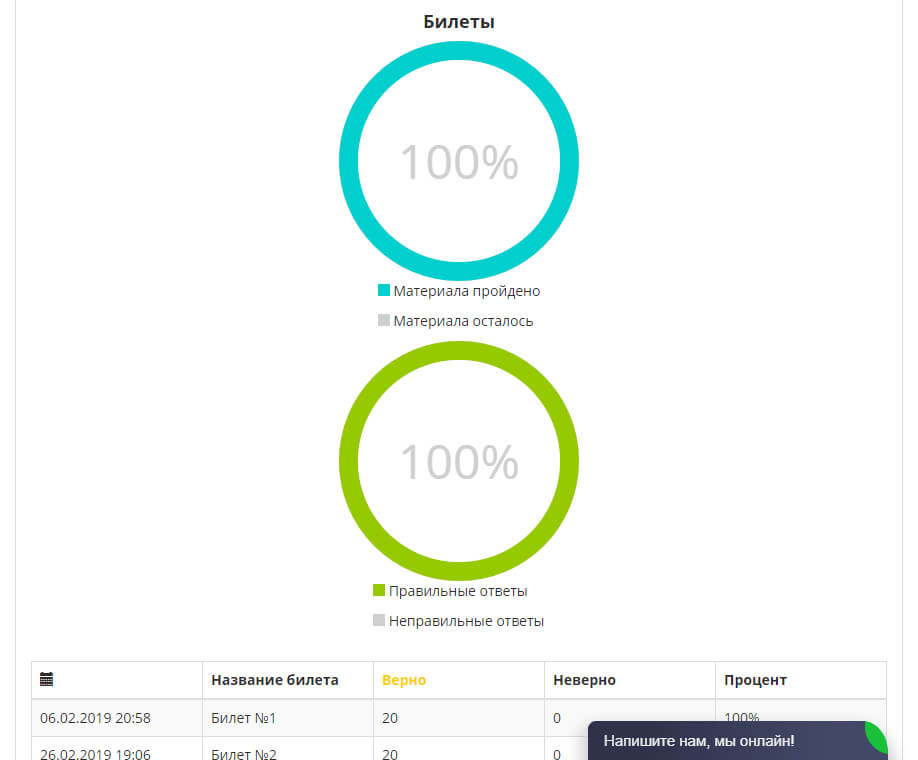 Билеты
100%
Материала пройдено
Материала осталось
100%
Правильные ответы
Неправильные ответы
Название билета Верно Неверно Процент
06.02.2019 20:58 Билет №1 20 0 100%
26.02.2019 19:06 Билет №2 20 0
Напишите нам, мы онлайн!